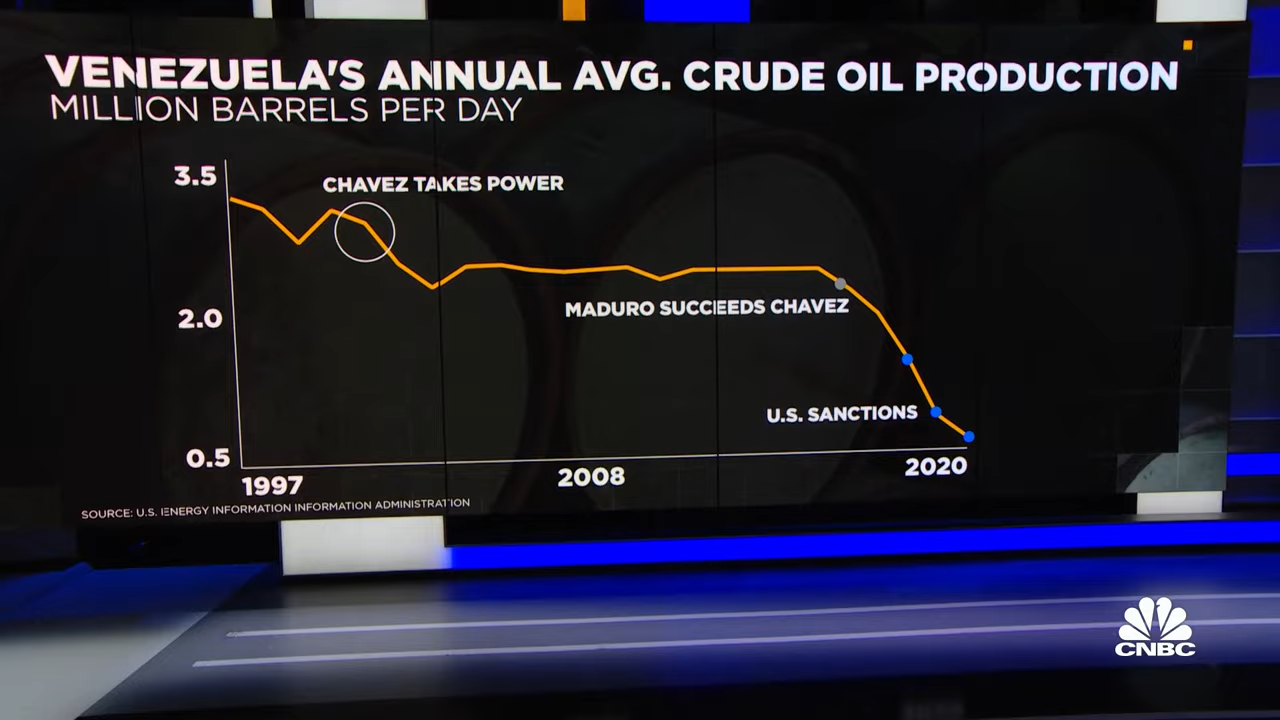 VENEZUELA'S ANNUAL AVG. CRUDE OIL PRODUCTION
MILLION BARRELS PER DAY
3.5
CHAVEZ TAKES POWER
2.0
MADURO SUCCEEDS CHAVEZ
U.S. SANCTIONS
0.5
1997
2008
2020
SOURCE: U.S. ENERGY INFORMATION INFORMATION ADMINISTRATION
CNBC